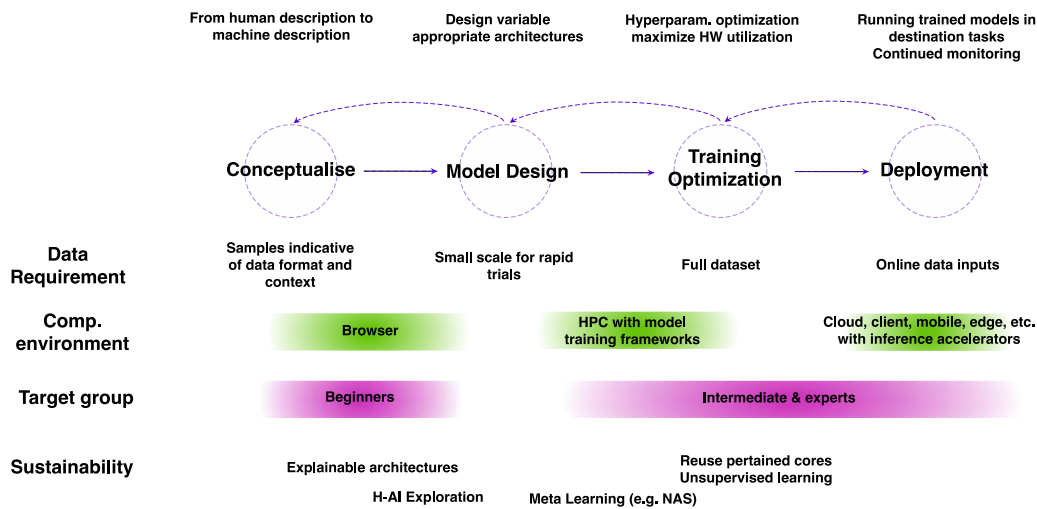 From human description to
machine description
Design variable
appropriate architectures
Hyperparam. optimization
maximize HW utilization
Running trained models in
destination tasks
Continued monitoring
Conceptualise
Model Design
Training
Optimization
Deployment
Data
Requirement
Samples indicative
of data format and
context
Small scale for rapid
trials
Full dataset
Online data inputs
Comp.
environment
Browser
HPC with model
training frameworks
Cloud, client, mobile, edge, etc.
with inference accelerators
Target group
Beginners
Intermediate & experts
Sustainability
Explainable architectures
Reuse pertained cores
Unsupervised learning
H-AI Exploration
Meta Learning (e.g. NAS)